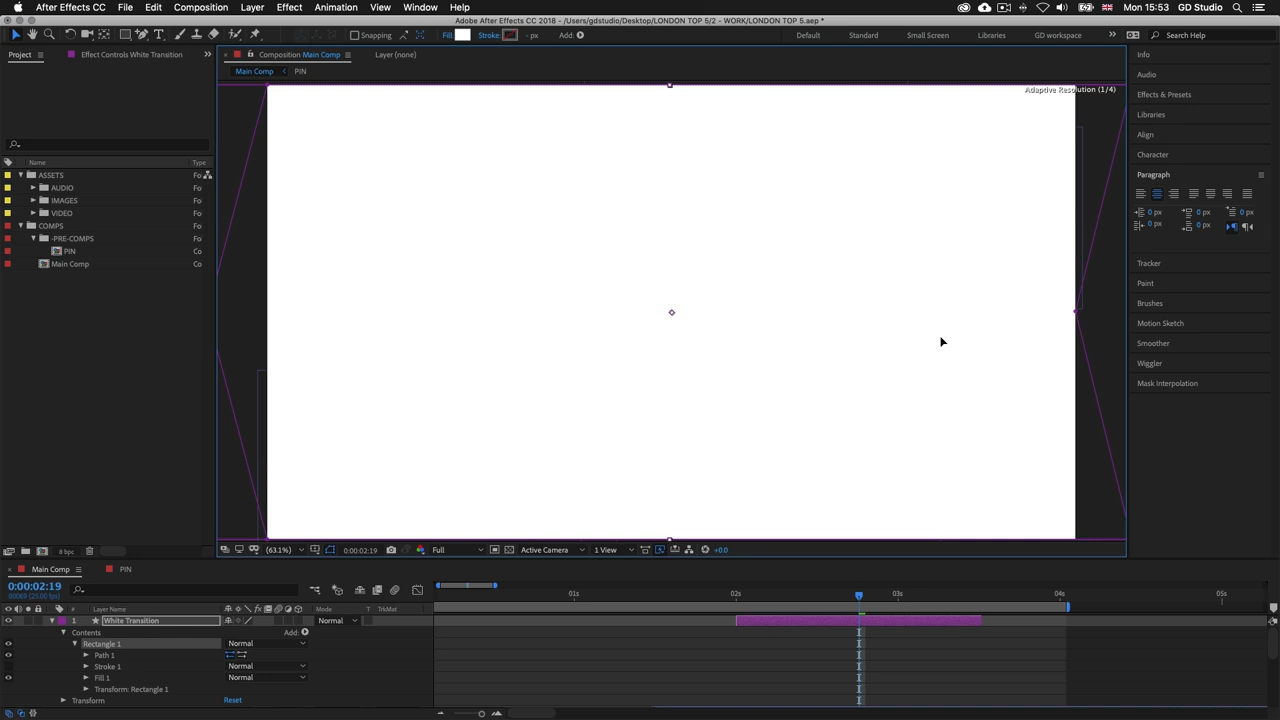 After Effects CC File Edit Composition Layer Effect Animation View Window Help Mon 15:53 GD Studio
Adobe After Effects CC 2018 - /Users/gdstudio/Desktop/LONDON TOP 5/2 - WORK/LONDON TOP 5.aep *
Snapping Fill: Stroke: - px Add: Default Standard Small Screen Libraries GD workspace Search Help
Project Effect Controls White Transition Composition Main Comp Layer (none) Info
Main Comp PIN
Audio
Adaptive Resolution (1/4)
Effects & Presets
Libraries
Align
Character
Name Type
ASSETS Fo
Paragraph
AUDIO Fo
IMAGES Fo
VIDEO Fo
0 px 0 px 0 px
COMPS Fo
0 px 0 px
-PRE-COMPS Fo
PIN Co
Main Comp Co
Tracker
Paint
Brushes
Motion Sketch
Smoother
Wiggler
Mask Interpolation
8 bpc (63.1%) 0:00:02:19 Full Active Camera 1 View +0.0
Main Comp PIN
0:00:02:19
00069 (25.00 fps)
01s 02s 03s 04s 05s
# Layer Name Mode T TrkMat
1 White Transition Normal
Contents Add:
Rectangle 1 Normal
Path 1
Stroke 1 Normal
Fill 1 Normal
Transform: Rectangle 1
Transform Reset